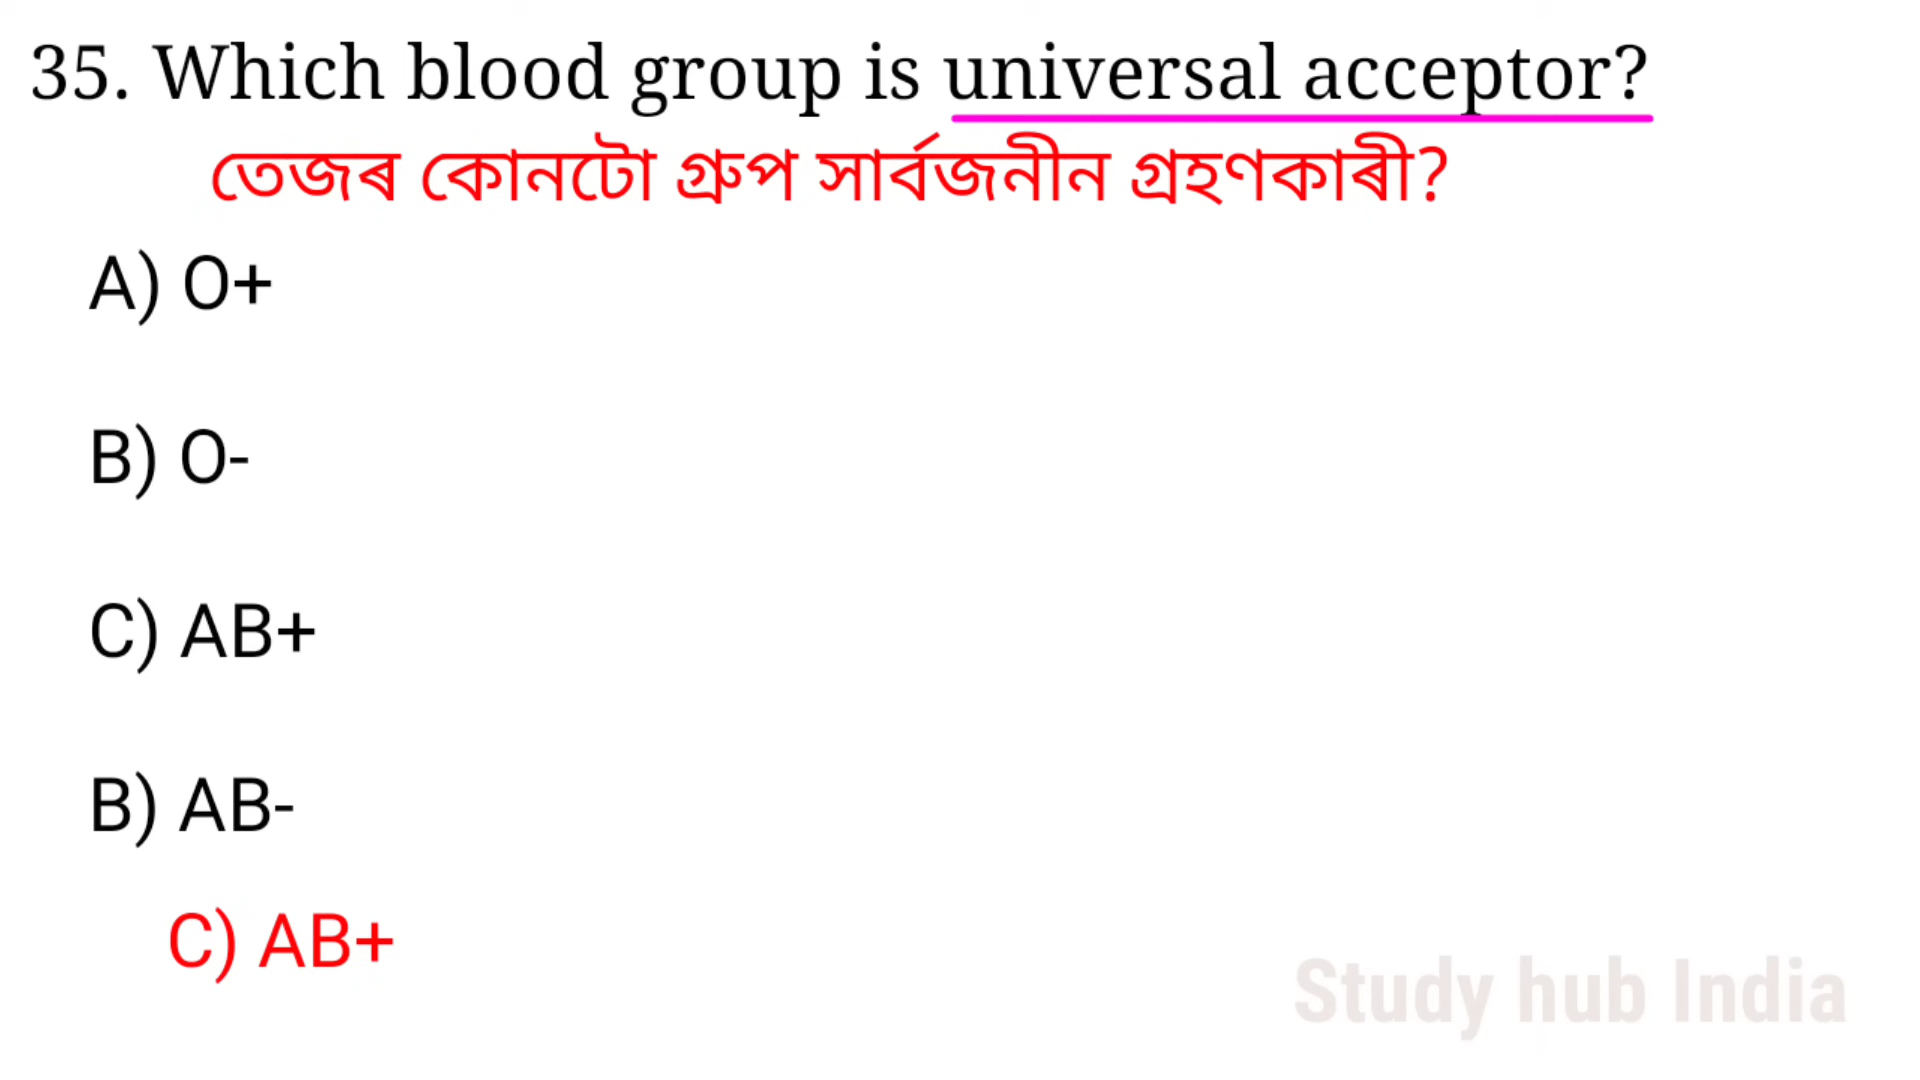 35. Which blood group is universal acceptor?
তেজৰ কোনটো গ্ৰুপ সাৰ্বজনীন গ্ৰহণকাৰী?
A) O+
B) O-
C) AB+
B) AB-
C) AB+
Study hub India